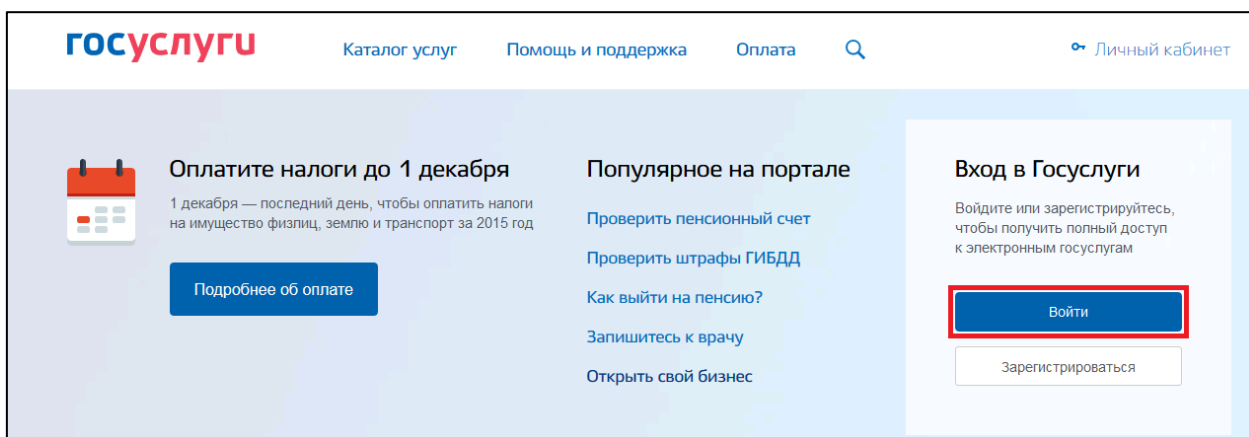 госуслуги
Каталог услуг
Помощь и поддержка
Оплата
Личный кабинет
Оплатите налоги до 1 декабря
1 декабря — последний день, чтобы оплатить налоги
на имущество физлиц, землю и транспорт за 2015 год
Подробнее об оплате
Популярное на портале
Проверить пенсионный счет
Проверить штрафы ГИБДД
Как выйти на пенсию?
Запишитесь к врачу
Открыть свой бизнес
Вход в Госуслуги
Войдите или зарегистрируйтесь,
чтобы получить полный доступ
к электронным госуслугам
Войти
Зарегистрироваться